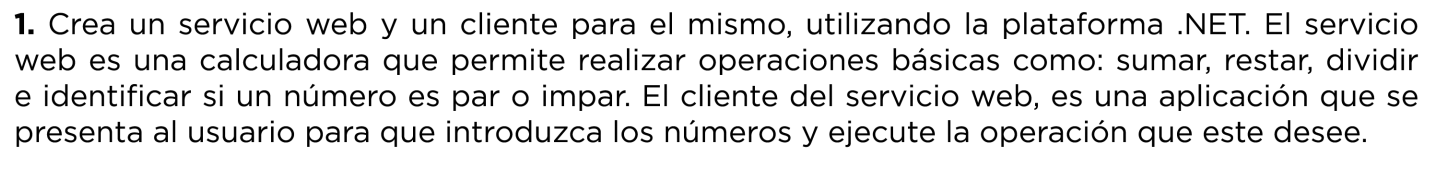 1. Crea un servicio web y un cliente para el mismo, utilizando la plataforma .NET. El servicio
web es una calculadora que permite realizar operaciones básicas como: sumar, restar, dividir
e identificar si un número es par o impar. El cliente del servicio web, es una aplicación que se
presenta al usuario para que introduzca los números y ejecute la operación que este desee.